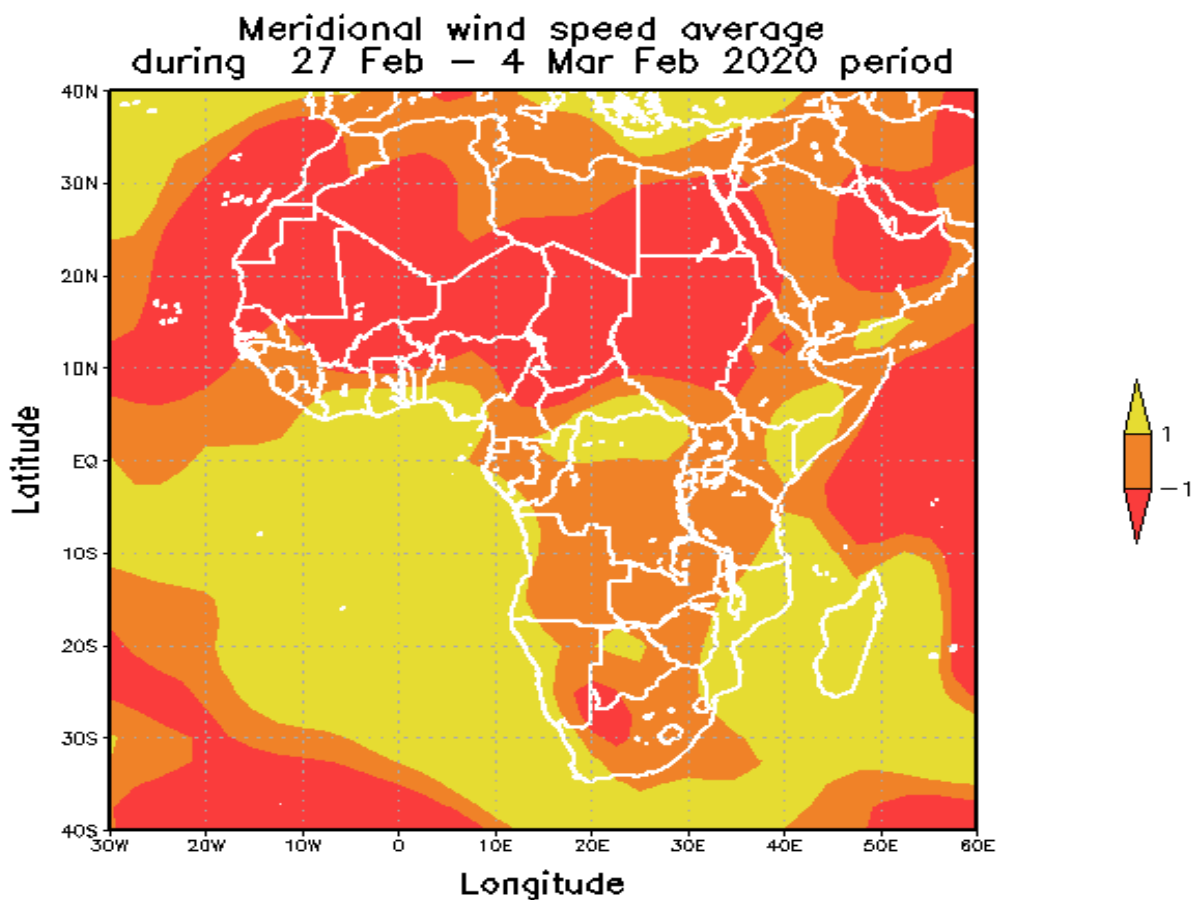 Meridional wind speed average
during 27 Feb – 4 Mar Feb 2020 period
40N
30N
20N
10N
EQ
10S
20S
30S
40S
Latitude
30W 20W 10W 0 10E 20E 30E 40E 50E 60E
Longitude
1
−1